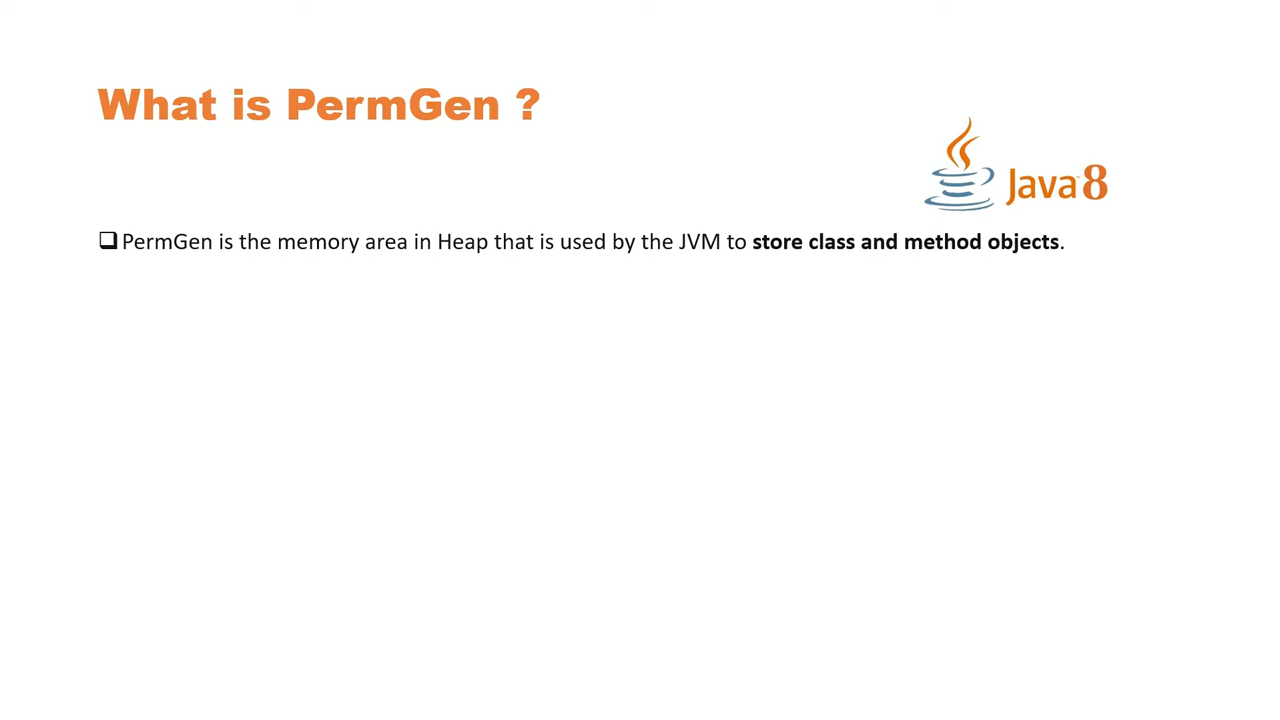 What is PermGen ?
Java 8
PermGen is the memory area in Heap that is used by the JVM to store class and method objects.